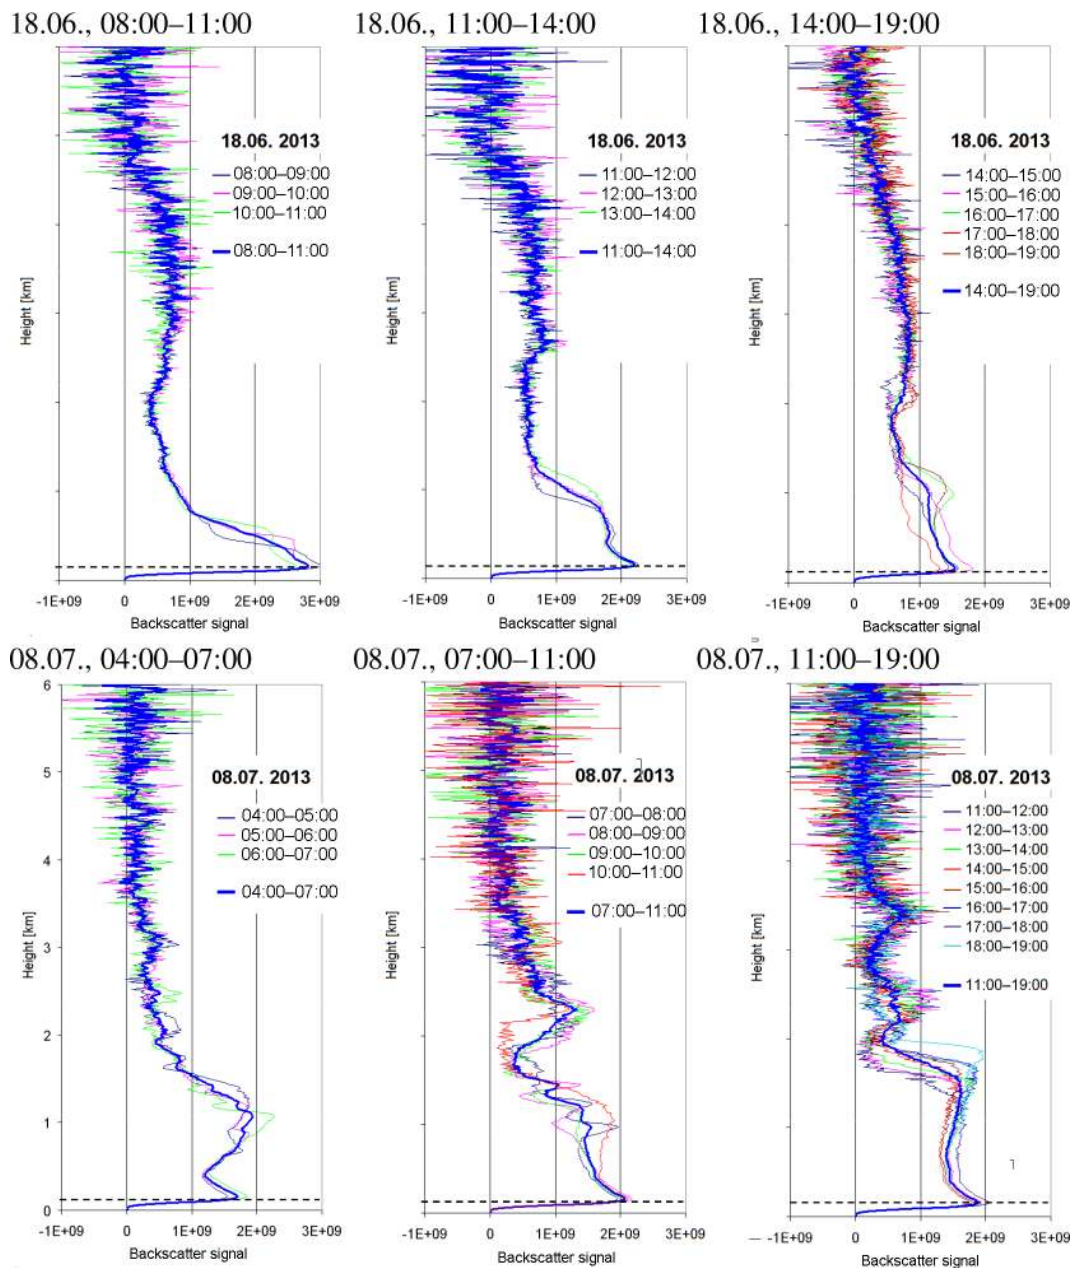 18.06., 08:00–11:00
18.06., 11:00–14:00
18.06., 14:00–19:00
Height [km]
18.06. 2013
08:00–09:00
09:00–10:00
10:00–11:00
08:00–11:00
-1E+09 0 1E+09 2E+09 3E+09
Backscatter signal
Height [km]
18.06. 2013
11:00–12:00
12:00–13:00
13:00–14:00
11:00–14:00
-1E+09 0 1E+09 2E+09 3E+09
Backscatter signal
Height [km]
18.06. 2013
14:00–15:00
15:00–16:00
16:00–17:00
17:00–18:00
18:00–19:00
14:00–19:00
-1E+09 0 1E+09 2E+09 3E+09
Backscatter signal
08.07., 04:00–07:00
08.07., 07:00–11:00
08.07., 11:00–19:00
6
5
4
3
2
1
0
Height [km]
08.07. 2013
04:00–05:00
05:00–06:00
06:00–07:00
04:00–07:00
-1E+09 0 1E+09 2E+09 3E+09
Backscatter signal
Height [km]
08.07. 2013
07:00–08:00
08:00–09:00
09:00–10:00
10:00–11:00
07:00–11:00
-1E+09 0 1E+09 2E+09 3E+09
Backscatter signal
Height [km]
08.07. 2013
11:00–12:00
12:00–13:00
13:00–14:00
14:00–15:00
15:00–16:00
16:00–17:00
17:00–18:00
18:00–19:00
11:00–19:00
-1E+09 0 1E+09 2E+09 3E+09
Backscatter signal